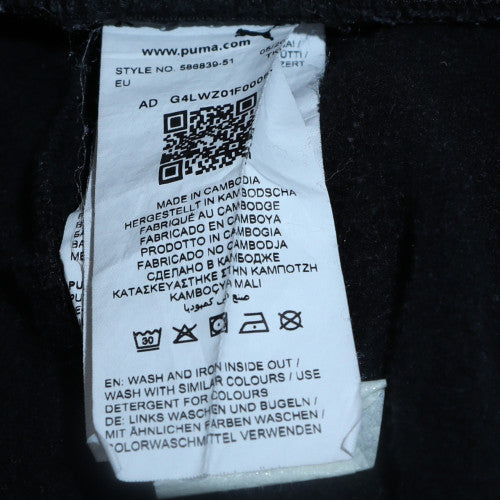 www.puma.com
STYLE NO. 586839-51
EU
AD G4LWZ01F000
MADE IN CAMBODIA
HERGESTELLT IN KAMBODSCHA
FABRIQUÉ AU CAMBODGE
FABRICADO EN CAMBOYA
PRODOTTO IN CAMBOGIA
FABRICADO NO CAMBODJA
СДЕЛАНО В КАМБОДЖЕ
ΚΑΤΑΣΚΕΥΑΣΤΗΚΕ ΣΤΗΝ ΚΑΜΠΟΤΖΗ
KAMBOÇYA MALI
صنع في كمبوديا
30
EN: WASH AND IRON INSIDE OUT /
WASH WITH SIMILAR COLOURS / USE
DETERGENT FOR COLOURS
DE: LINKS WASCHEN UND BUGELN /
MIT ÄHNLICHEN FARBEN WASCHEN /
COLORWASCHMITTEL VERWENDEN